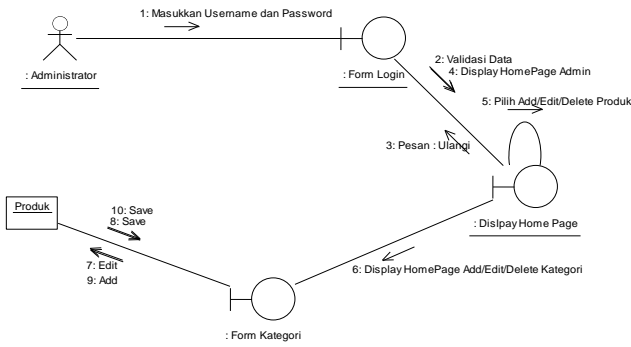 1: Masukkan Username dan Password
: Administrator
: Form Login
2: Validasi Data
4: Display HomePage Admin
5: Pilih Add/Edit/Delete Produk
3: Pesan : Ulangi
Produk
10: Save
8: Save
: Dislpay Home Page
7: Edit
9: Add
6: Display HomePage Add/Edit/Delete Kategori
: Form Kategori